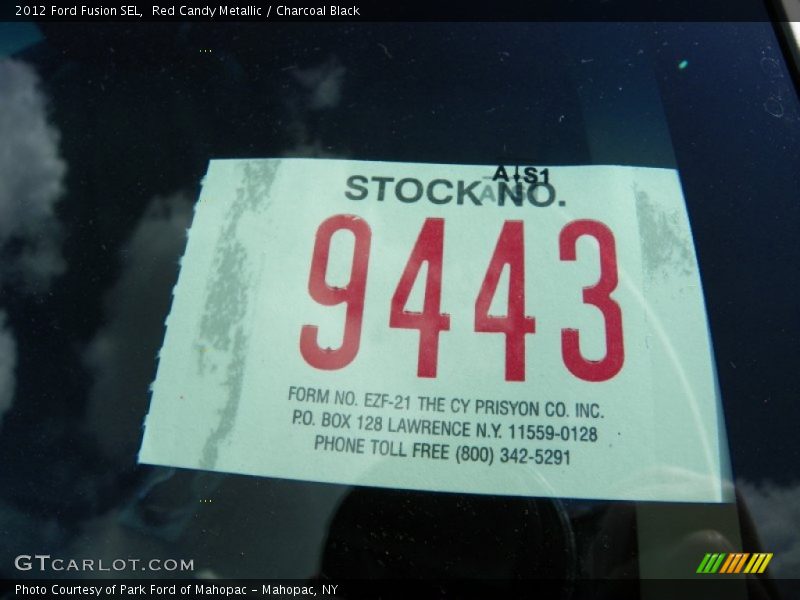 2012 Ford Fusion SEL,  Red Candy Metallic / Charcoal Black
STOCK NO.
9443
FORM NO. EZF-21 THE CY PRISYON CO. INC.
P.O. BOX 128 LAWRENCE N.Y. 11559-0128
PHONE TOLL FREE (800) 342-5291
GTCARLOT.COM
Photo Courtesy of Park Ford of Mahopac – Mahopac, NY